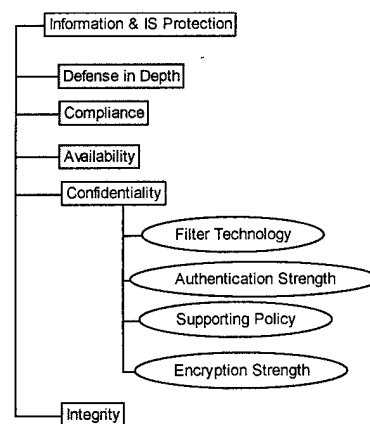 Information & IS Protection
Defense in Depth
Compliance
Availability
Confidentiality
Filter Technology
Authentication Strength
Supporting Policy
Encryption Strength
Integrity